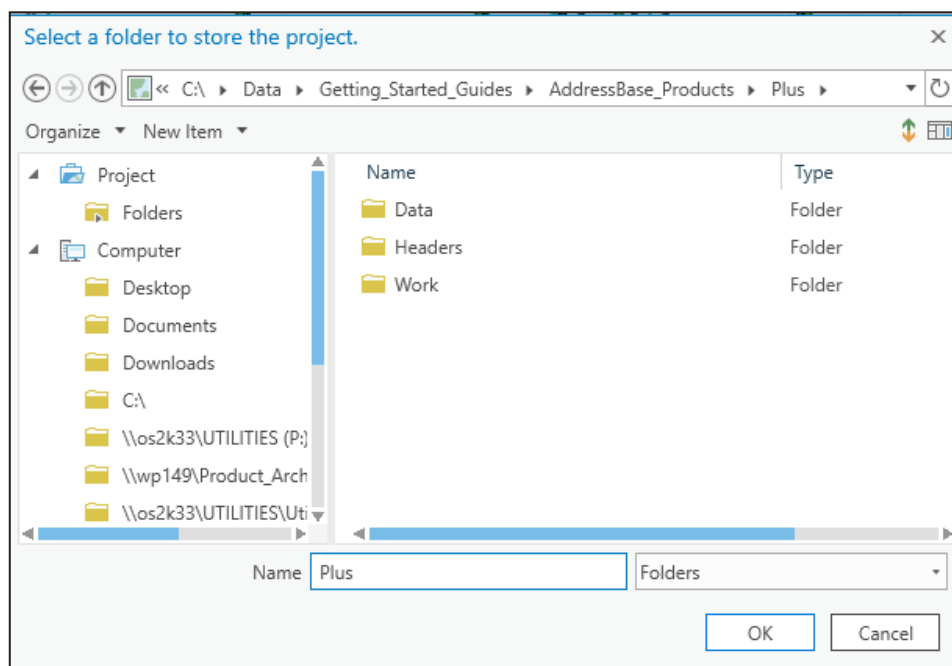 Select a folder to store the project.
« C:\ Data Getting_Started_Guides AddressBase_Products Plus
Organize New Item
Project
Folders
Computer
Desktop
Documents
Downloads
C:\
\\os2k33\UTILITIES (P:)
\\wp149\Product_Arch
\\os2k33\UTILITIES\Uti
Name Type
Data Folder
Headers Folder
Work Folder
Name Plus Folders
OK Cancel